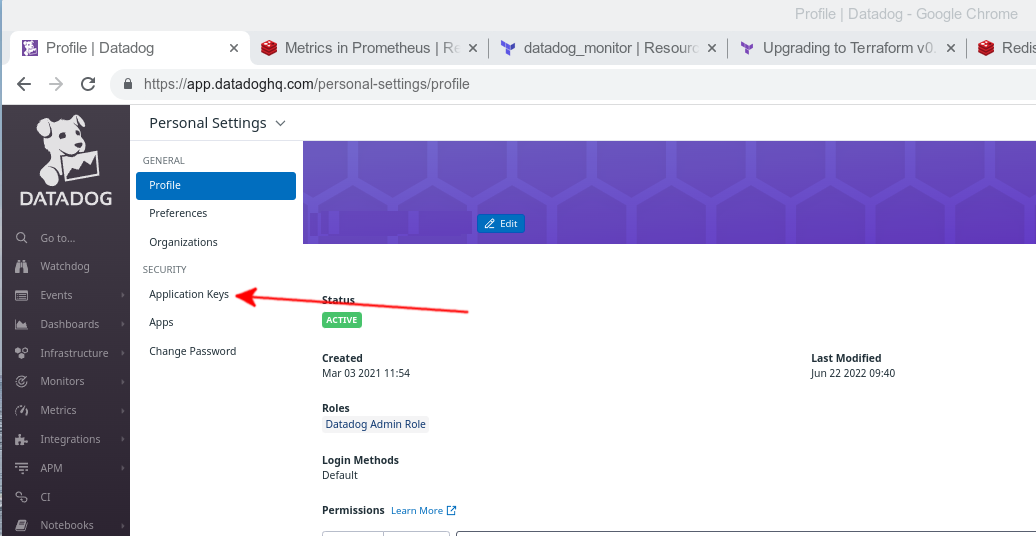 Profile | Datadog - Google Chrome
Profile | Datadog
Metrics in Prometheus | Re
datadog_monitor | Resourc
Upgrading to Terraform v0.
Redis
https://app.datadoghq.com/personal-settings/profile
DATADOG
Go to...
Watchdog
Events
Dashboards
Infrastructure
Monitors
Metrics
Integrations
APM
CI
Notebooks
Personal Settings
GENERAL
Profile
Preferences
Organizations
SECURITY
Application Keys
Apps
Change Password
Edit
Status
ACTIVE
Created
Mar 03 2021 11:54
Last Modified
Jun 22 2022 09:40
Roles
Datadog Admin Role
Login Methods
Default
Permissions Learn More